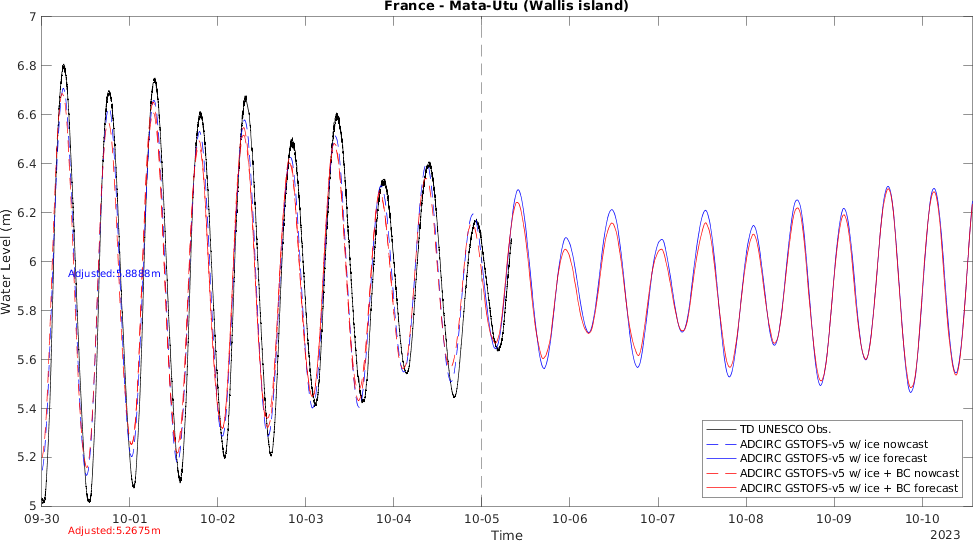 France - Mata-Utu (Wallis island)
7
6.8
6.6
6.4
6.2
6
5.8
5.6
5.4
5.2
5
Water Level (m)
Adjusted:5.8888m
Adjusted:5.2675m
TD UNESCO Obs.
ADCIRC GSTOFS-v5 w/ ice nowcast
ADCIRC GSTOFS-v5 w/ ice forecast
ADCIRC GSTOFS-v5 w/ ice + BC nowcast
ADCIRC GSTOFS-v5 w/ ice + BC forecast
09-30 10-01 10-02 10-03 10-04 10-05 10-06 10-07 10-08 10-09 10-10
Time
2023